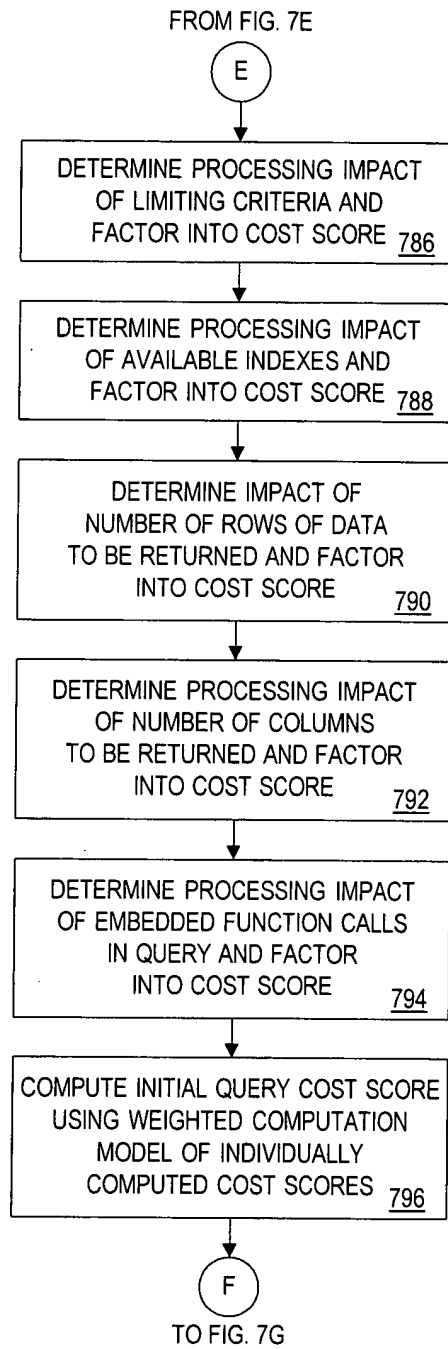 FROM FIG. 7E
E
DETERMINE PROCESSING IMPACT
OF LIMITING CRITERIA AND
FACTOR INTO COST SCORE 786
DETERMINE PROCESSING IMPACT
OF AVAILABLE INDEXES AND
FACTOR INTO COST SCORE 788
DETERMINE IMPACT OF
NUMBER OF ROWS OF DATA
TO BE RETURNED AND FACTOR
INTO COST SCORE 790
DETERMINE PROCESSING IMPACT
OF NUMBER OF COLUMNS
TO BE RETURNED AND FACTOR
INTO COST SCORE 792
DETERMINE PROCESSING IMPACT
OF EMBEDDED FUNCTION CALLS
IN QUERY AND FACTOR
INTO COST SCORE 794
COMPUTE INITIAL QUERY COST SCORE
USING WEIGHTED COMPUTATION
MODEL OF INDIVIDUALLY
COMPUTED COST SCORES 796
F
TO FIG. 7G